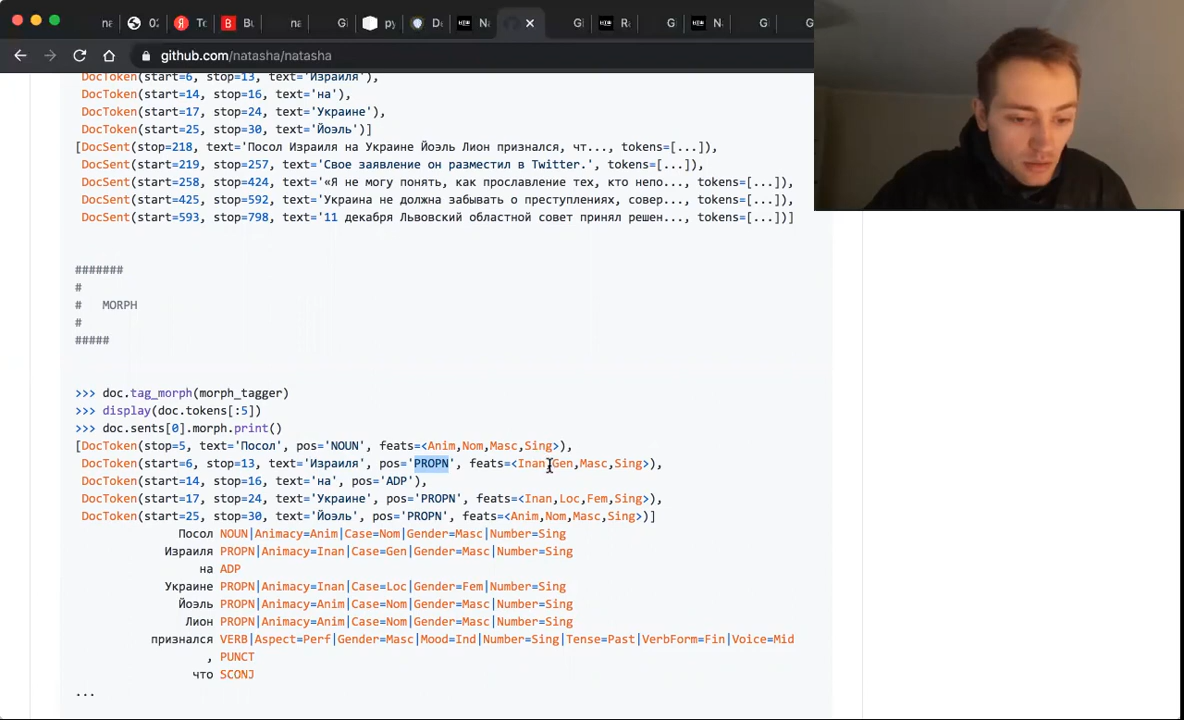 02
Ti
Bu
ру
Do
Na
Gi
Ro
Gi
Na
Gi
github.com/natasha/natasha
DocToken(start=6, stop=13, text='Израиля'),
DocToken(start=14, stop=16, text='на'),
DocToken(start=17, stop=24, text='Украине'),
DocToken(start=25, stop=30, text='Йоэль')]
[DocSent(stop=218, text='Посол Израиля на Украине Йоэль Лион признался, чт..., tokens=[...]),
DocSent(start=219, stop=257, text='Свое заявление он разместил в Twitter.', tokens=[...]),
DocSent(start=258, stop=424, text='«Я не могу понять, как прославление тех, кто непо..., tokens=[...]),
DocSent(start=425, stop=592, text='Украина не должна забывать о преступлениях, совер..., tokens=[...]),
DocSent(start=593, stop=798, text='11 декабря Львовский областной совет принял решен..., tokens=[...])]
#######
#
# MORPH
#
#####
>>> doc.tag_morph(morph_tagger)
>>> display(doc.tokens[:5])
>>> doc.sents[0].morph.print()
[DocToken(stop=5, text='Посол', pos='NOUN', feats=<Anim,Nom,Masc,Sing>),
DocToken(start=6, stop=13, text='Израиля', pos='PROPN', feats=<Inan,Gen,Masc,Sing>),
DocToken(start=14, stop=16, text='на', pos='ADP'),
DocToken(start=17, stop=24, text='Украине', pos='PROPN', feats=<Inan,Loc,Fem,Sing>),
DocToken(start=25, stop=30, text='Йоэль', pos='PROPN', feats=<Anim,Nom,Masc,Sing>)]
Посол NOUN|Animacy=Anim|Case=Nom|Gender=Masc|Number=Sing
Израиля PROPN|Animacy=Inan|Case=Gen|Gender=Masc|Number=Sing
на ADP
Украине PROPN|Animacy=Inan|Case=Loc|Gender=Fem|Number=Sing
Йоэль PROPN|Animacy=Anim|Case=Nom|Gender=Masc|Number=Sing
Лион PROPN|Animacy=Anim|Case=Nom|Gender=Masc|Number=Sing
признался VERB|Aspect=Perf|Gender=Masc|Mood=Ind|Number=Sing|Tense=Past|VerbForm=Fin|Voice=Mid
, PUNCT
что SCONJ
...